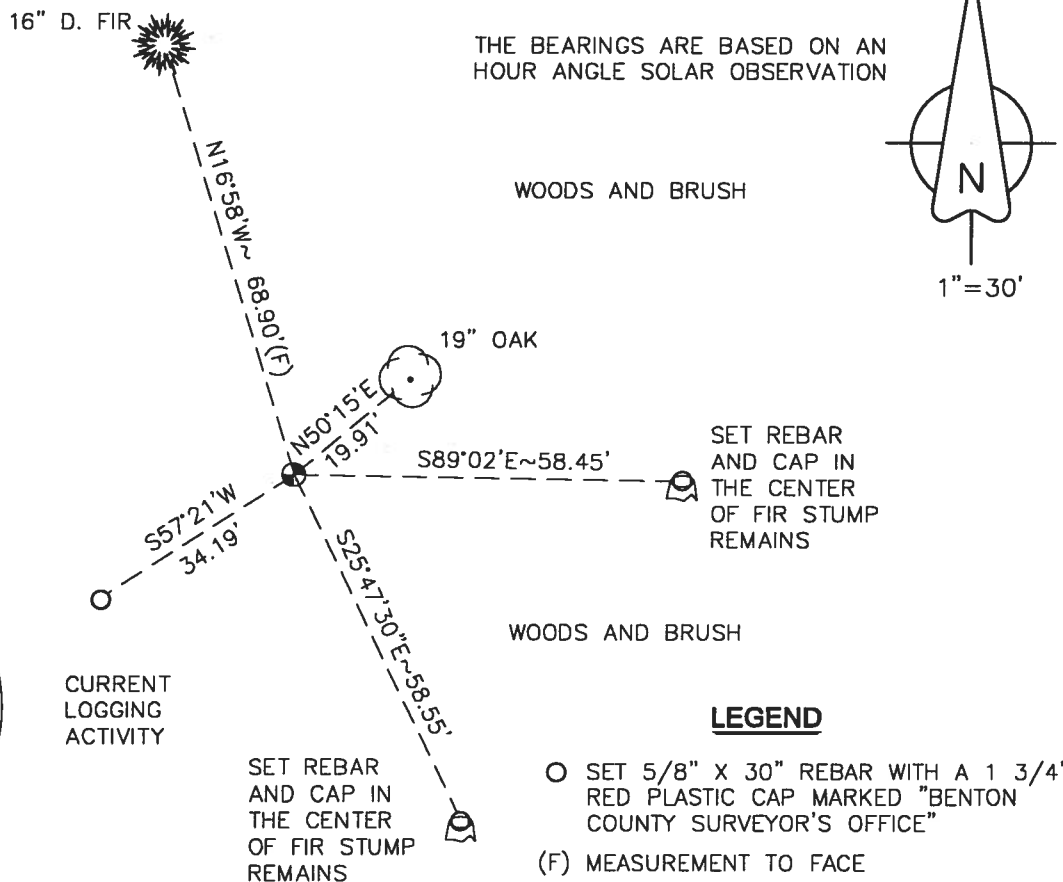 16" D. FIR
THE BEARINGS ARE BASED ON AN
HOUR ANGLE SOLAR OBSERVATION
N
1"=30'
WOODS AND BRUSH
N16°58'W~ 68.90'(F)
19" OAK
N50°15'E
19.91'
S89°02'E~58.45'
SET REBAR
AND CAP IN
THE CENTER
OF FIR STUMP
REMAINS
S57°21'W
34.19'
S25°47'30"E~58.55'
WOODS AND BRUSH
CURRENT
LOGGING
ACTIVITY
SET REBAR
AND CAP IN
THE CENTER
OF FIR STUMP
REMAINS
LEGEND
SET 5/8" X 30" REBAR WITH A 1 3/4"
RED PLASTIC CAP MARKED "BENTON
COUNTY SURVEYOR'S OFFICE"
(F) MEASUREMENT TO FACE